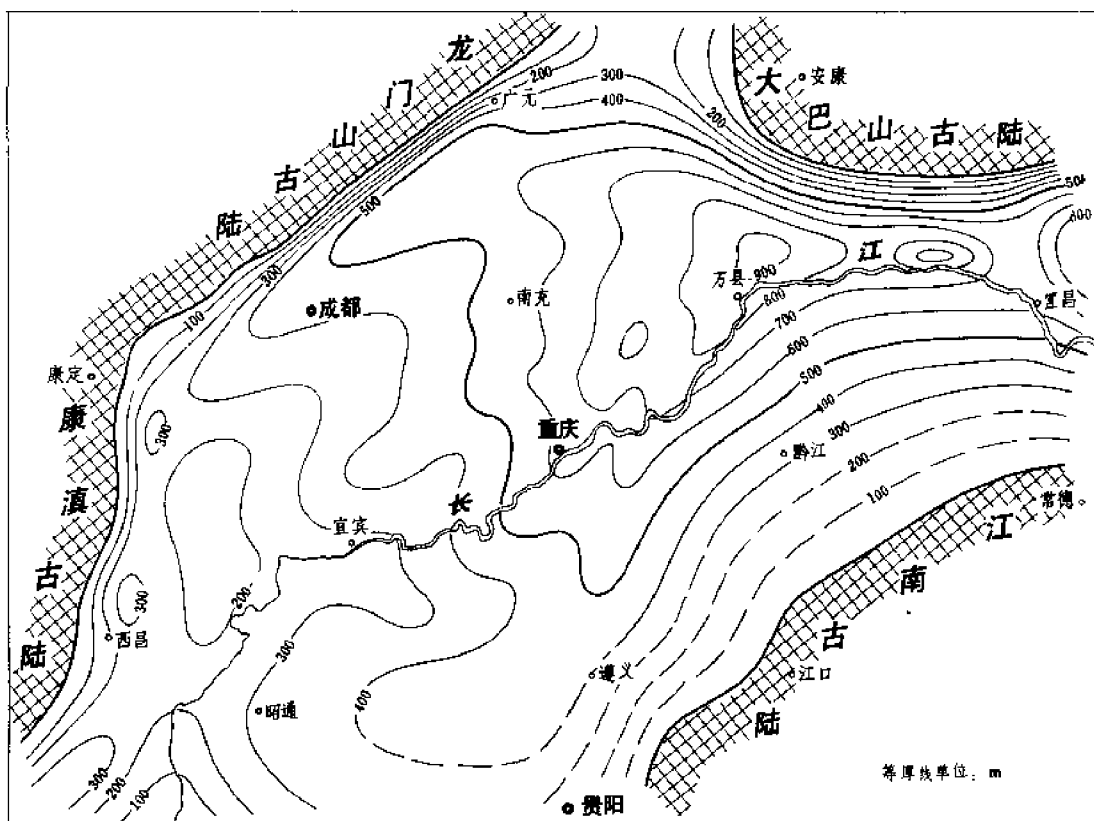 龙门山古陆
大巴山古陆
康滇古陆
江南古陆
安康
广元
200
300
400
200
500
500
600
300
成都
南充
万县
900
江
宜昌
800
700
600
500
400
300
200
100
100
康定
300
重庆
黔江
长
宜宾
常德
200
300
西昌
300
400
遵义
江口
昭通
300
200
100
贵阳
等厚线单位：m